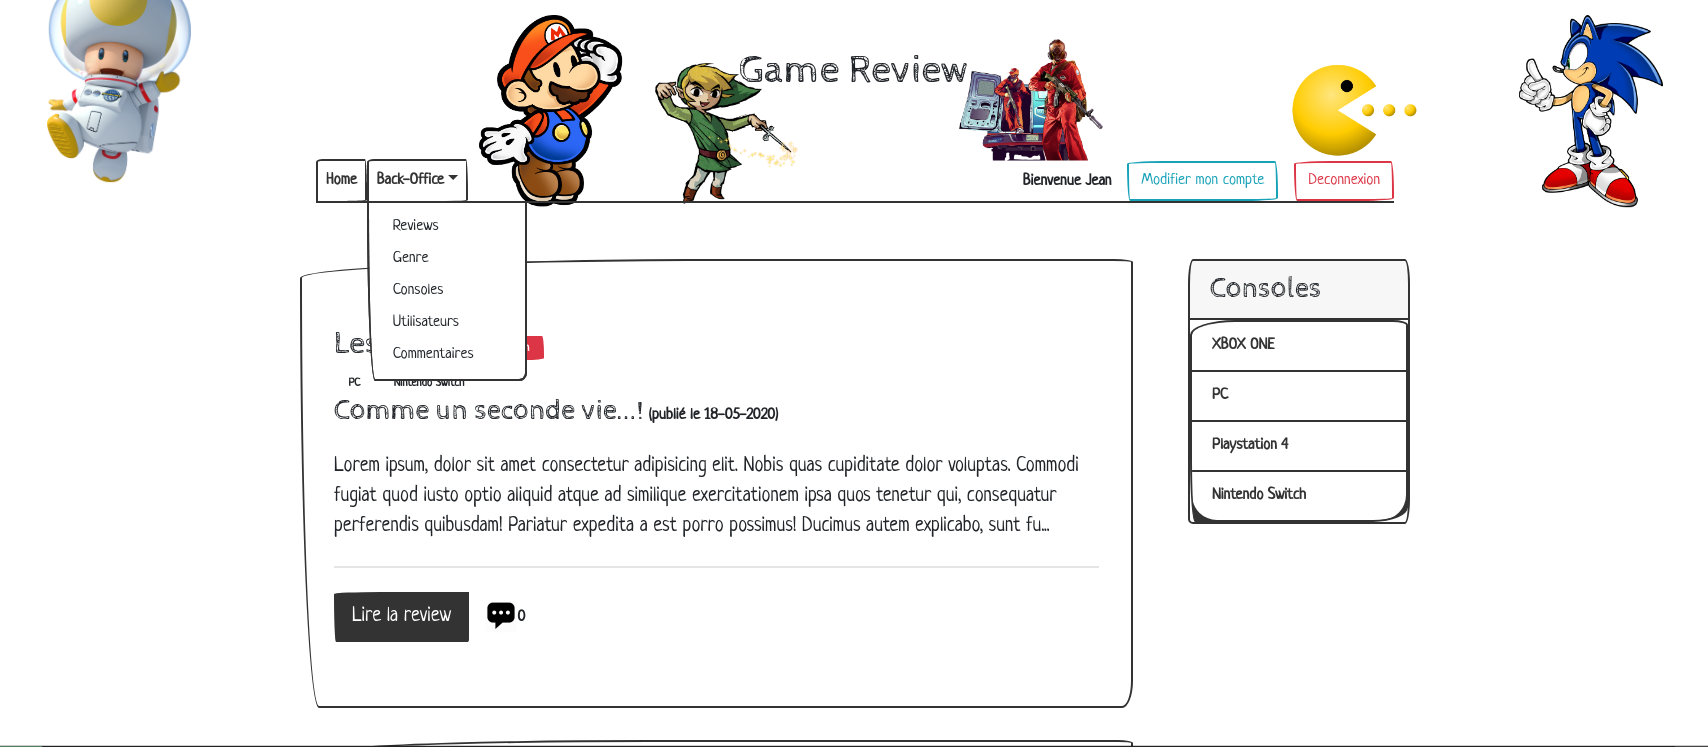 Game Review
Home
Back-Office
Bienvenue Jean
Modifier mon compte
Deconnexion
Reviews
Genre
Consoles
Utilisateurs
Commentaires
Les
PC
Nintendo Switch
Comme un seconde vie...! (publié le 18-05-2020)
Lorem ipsum, dolor sit amet consectetur adipisicing elit. Nobis quas cupiditate dolor voluptas. Commodi
fugiat quod iusto optio aliquid atque ad similique exercitationem ipsa quos tenetur qui, consequatur
perferendis quibusdam! Pariatur expedita a est porro possimus! Ducimus autem explicabo, sunt fu...
Lire la review
0
Consoles
XBOX ONE
PC
Playstation 4
Nintendo Switch